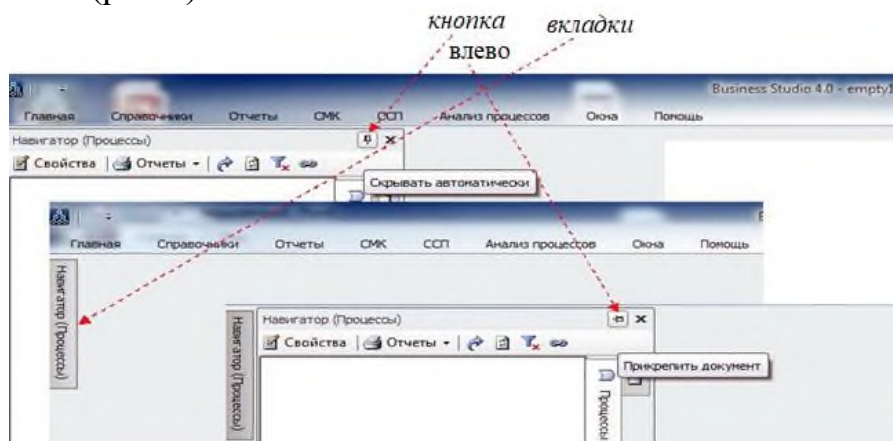 кнопка вкладки
влево
Business Studio 4.0 - empty1
Главная Справочники Отчеты СМК ССП Анализ процессов Окна Помощь
Навигатор (Процессы)
Свойства Отчеты
Скрывать автоматически
Главная Справочники Отчеты СМК ССП Анализ процессов Окна Помощь
Навигатор (Процессы)
Навигатор (Процессы)
Навигатор (Процессы)
Свойства Отчеты
Прикрепить документ
Процессы